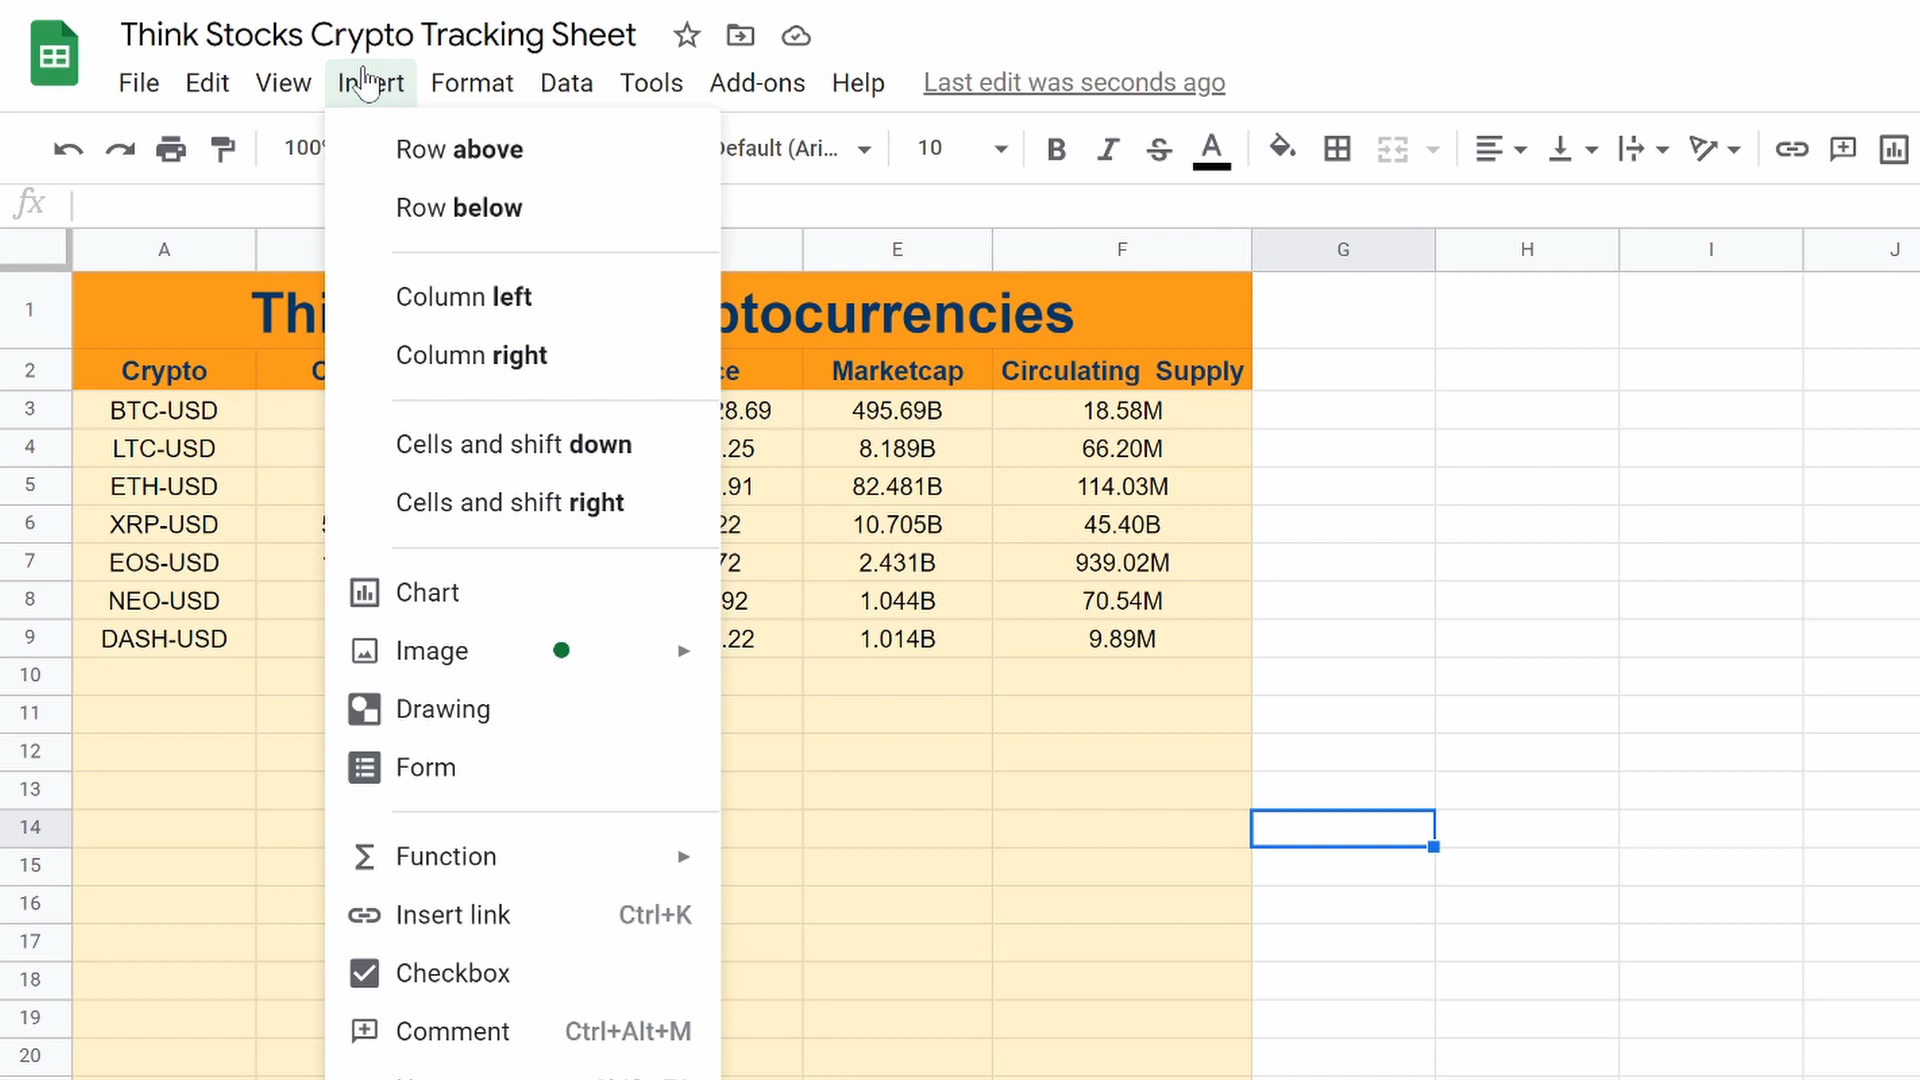 Think Stocks Crypto Tracking Sheet
File Edit View Insert Format Data Tools Add-ons Help Last edit was seconds ago
10
B I A
fx
A E F G H I J
Row above
Row below
Column left
Column right
Cells and shift down
Cells and shift right
Chart
Image
Drawing
Form
Function
Insert link Ctrl+K
Checkbox
Comment Ctrl+Alt+M
1
2 Crypto Marketcap Circulating Supply
3 BTC-USD 495.69B 18.58M
4 LTC-USD 8.189B 66.20M
5 ETH-USD 82.481B 114.03M
6 XRP-USD 10.705B 45.40B
7 EOS-USD 2.431B 939.02M
8 NEO-USD 1.044B 70.54M
9 DASH-USD 1.014B 9.89M
10
11
12
13
14
15
16
17
18
19
20